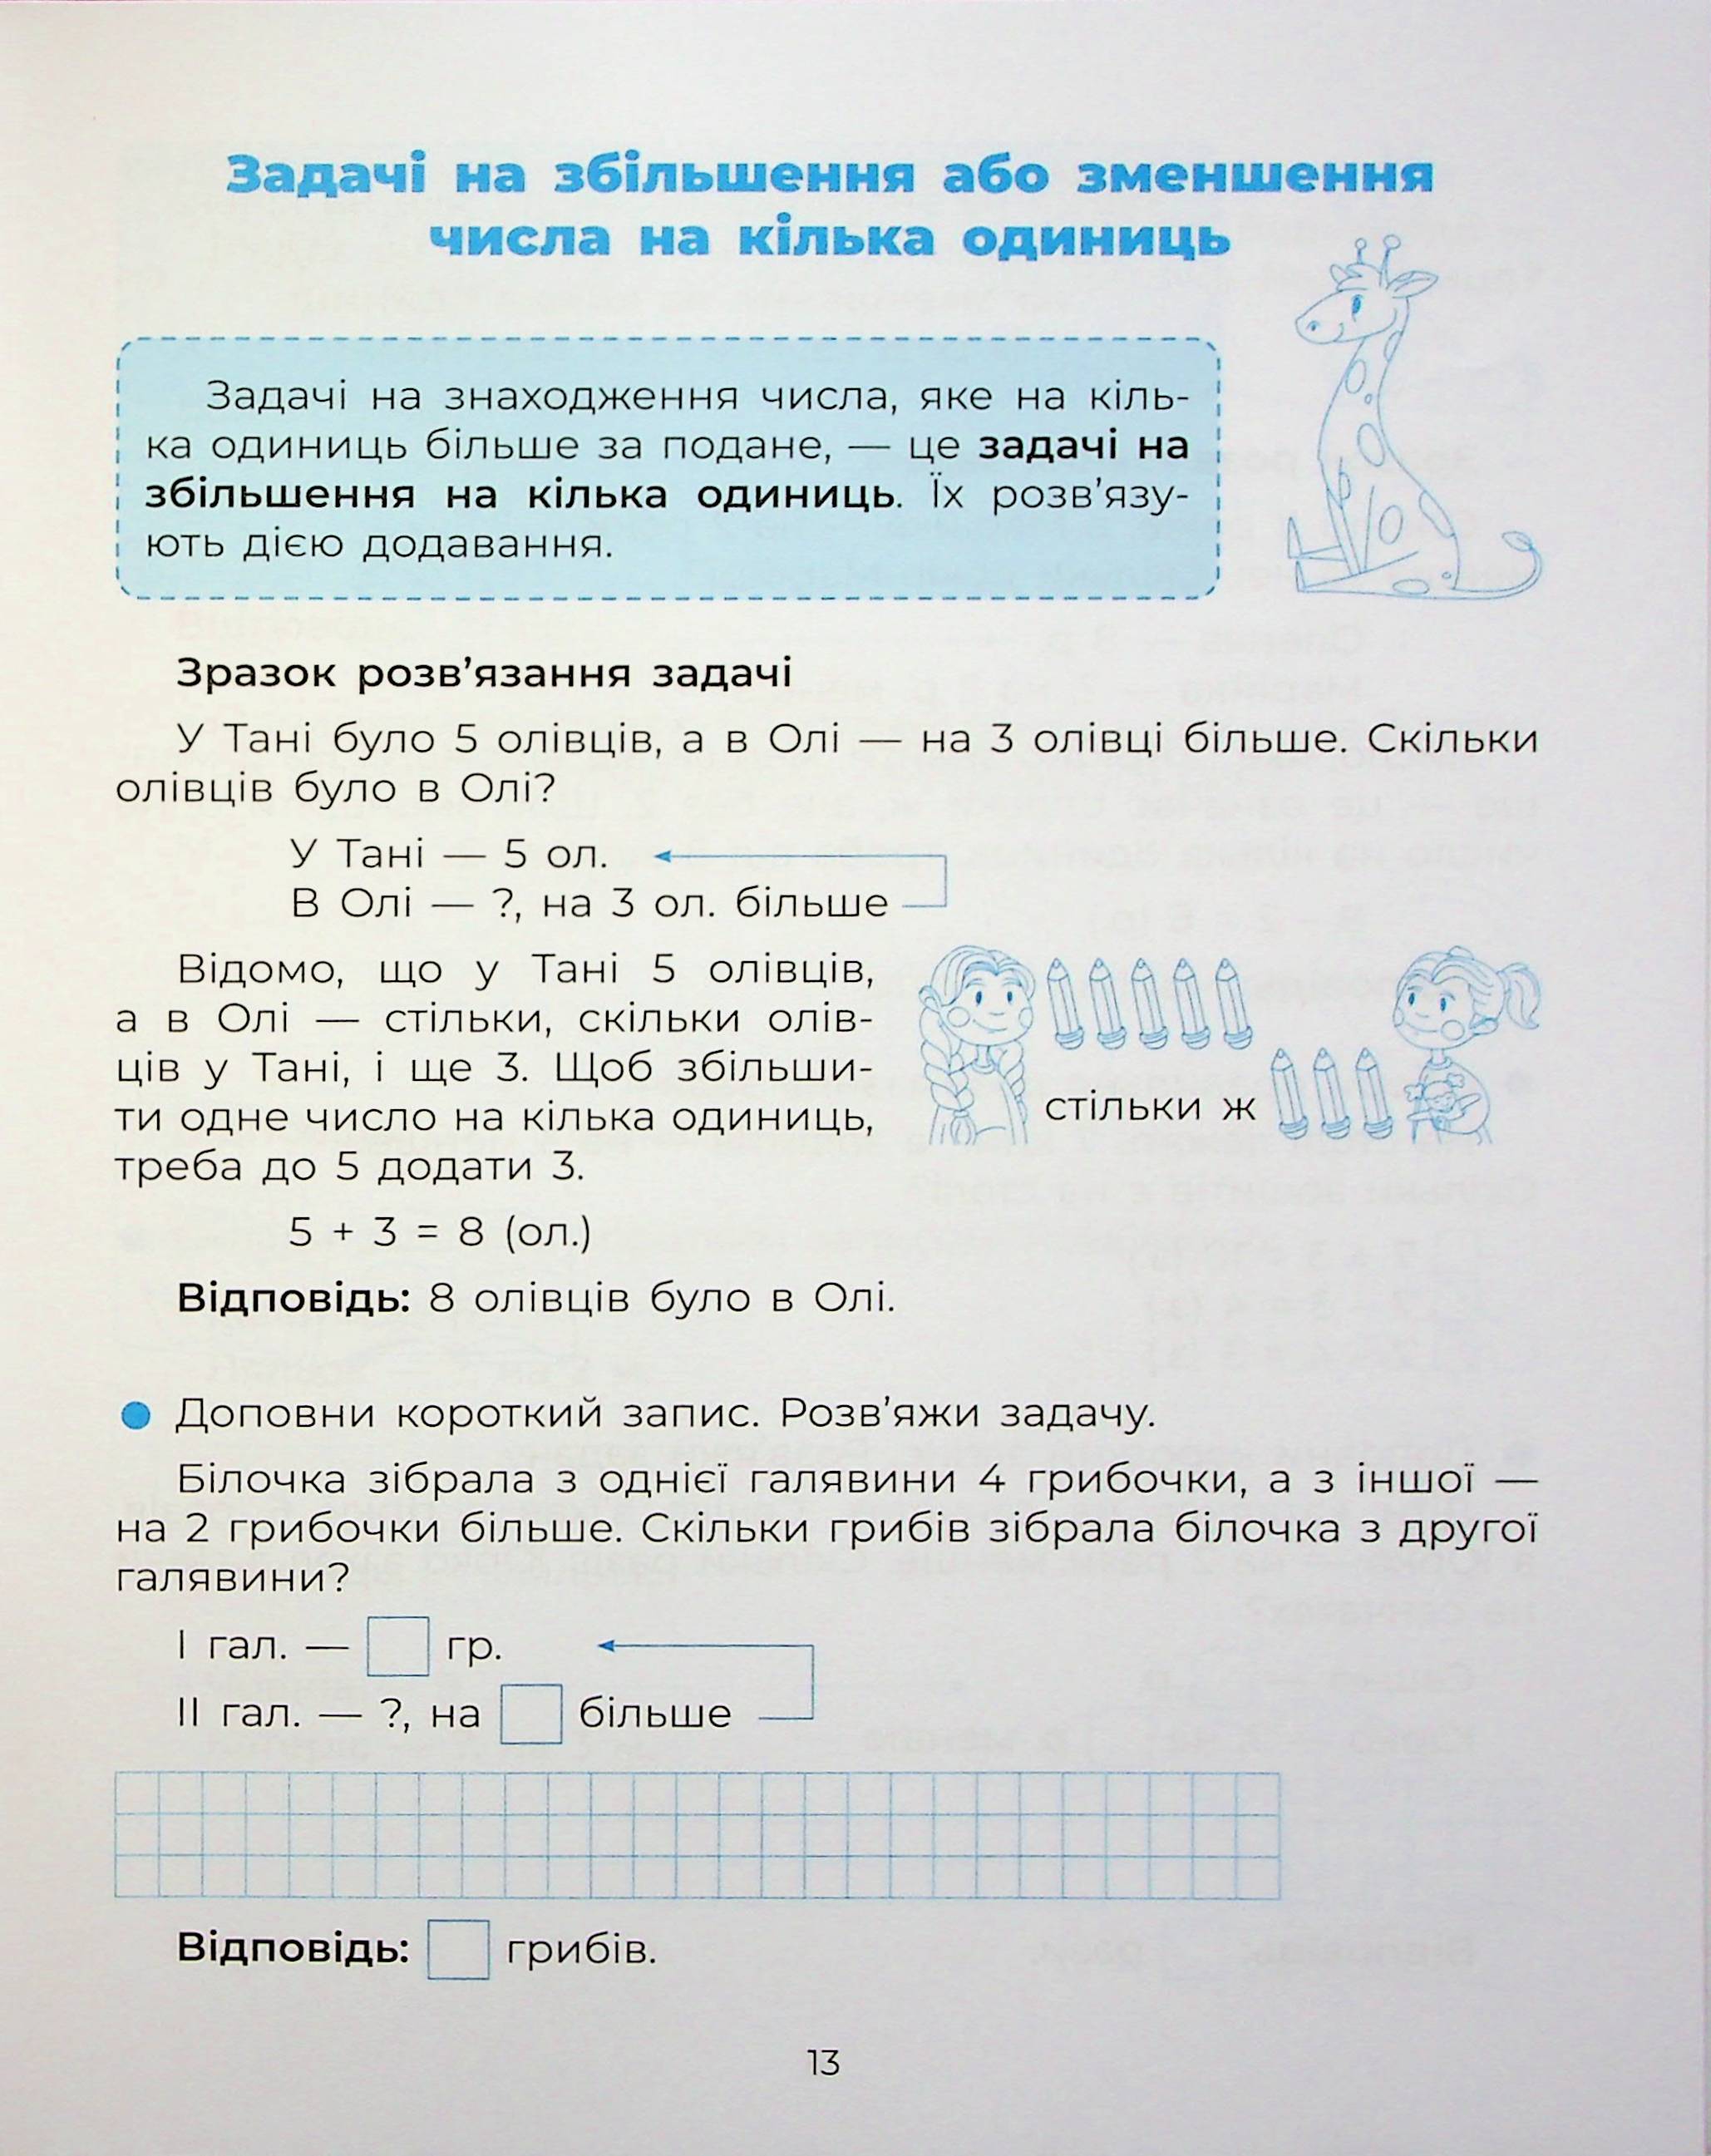 Задачі на збільшення або зменшення
числа на кілька одиниць
Задачі на знаходження числа, яке на кіль-
ка одиниць більше за подане, — це задачі на
збільшення на кілька одиниць. Їх розв'язу-
ють дією додавання.
Зразок розв'язання задачі
У Тані було 5 олівців, а в Олі — на 3 олівці більше. Скільки
олівців було в Олі?
У Тані — 5 ол.
В Олі — ?, на 3 ол. більше
Відомо, що у Тані 5 олівців,
а в Олі — стільки, скільки олів-
ців у Тані, і ще 3. Щоб збільши-
ти одне число на кілька одиниць,
треба до 5 додати 3.
стільки ж
5 + 3 = 8 (ол.)
Відповідь: 8 олівців було в Олі.
Доповни короткий запис. Розв'яжи задачу.
Білочка зібрала з однієї галявини 4 грибочки, а з іншої —
на 2 грибочки більше. Скільки грибів зібрала білочка з другої
галявини?
І гал. — гр.
ІІ гал. — ?, на більше
Відповідь: грибів.
13